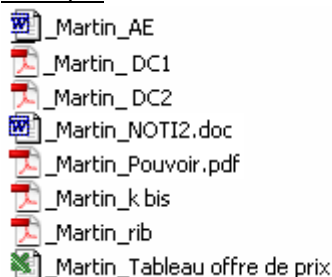 _Martin_AE
_Martin_ DC1
_Martin_ DC2
_Martin_NOTI2.doc
_Martin_Pouvoir.pdf
_Martin_k bis
_Martin_rib
_Martin_Tableau offre de prix